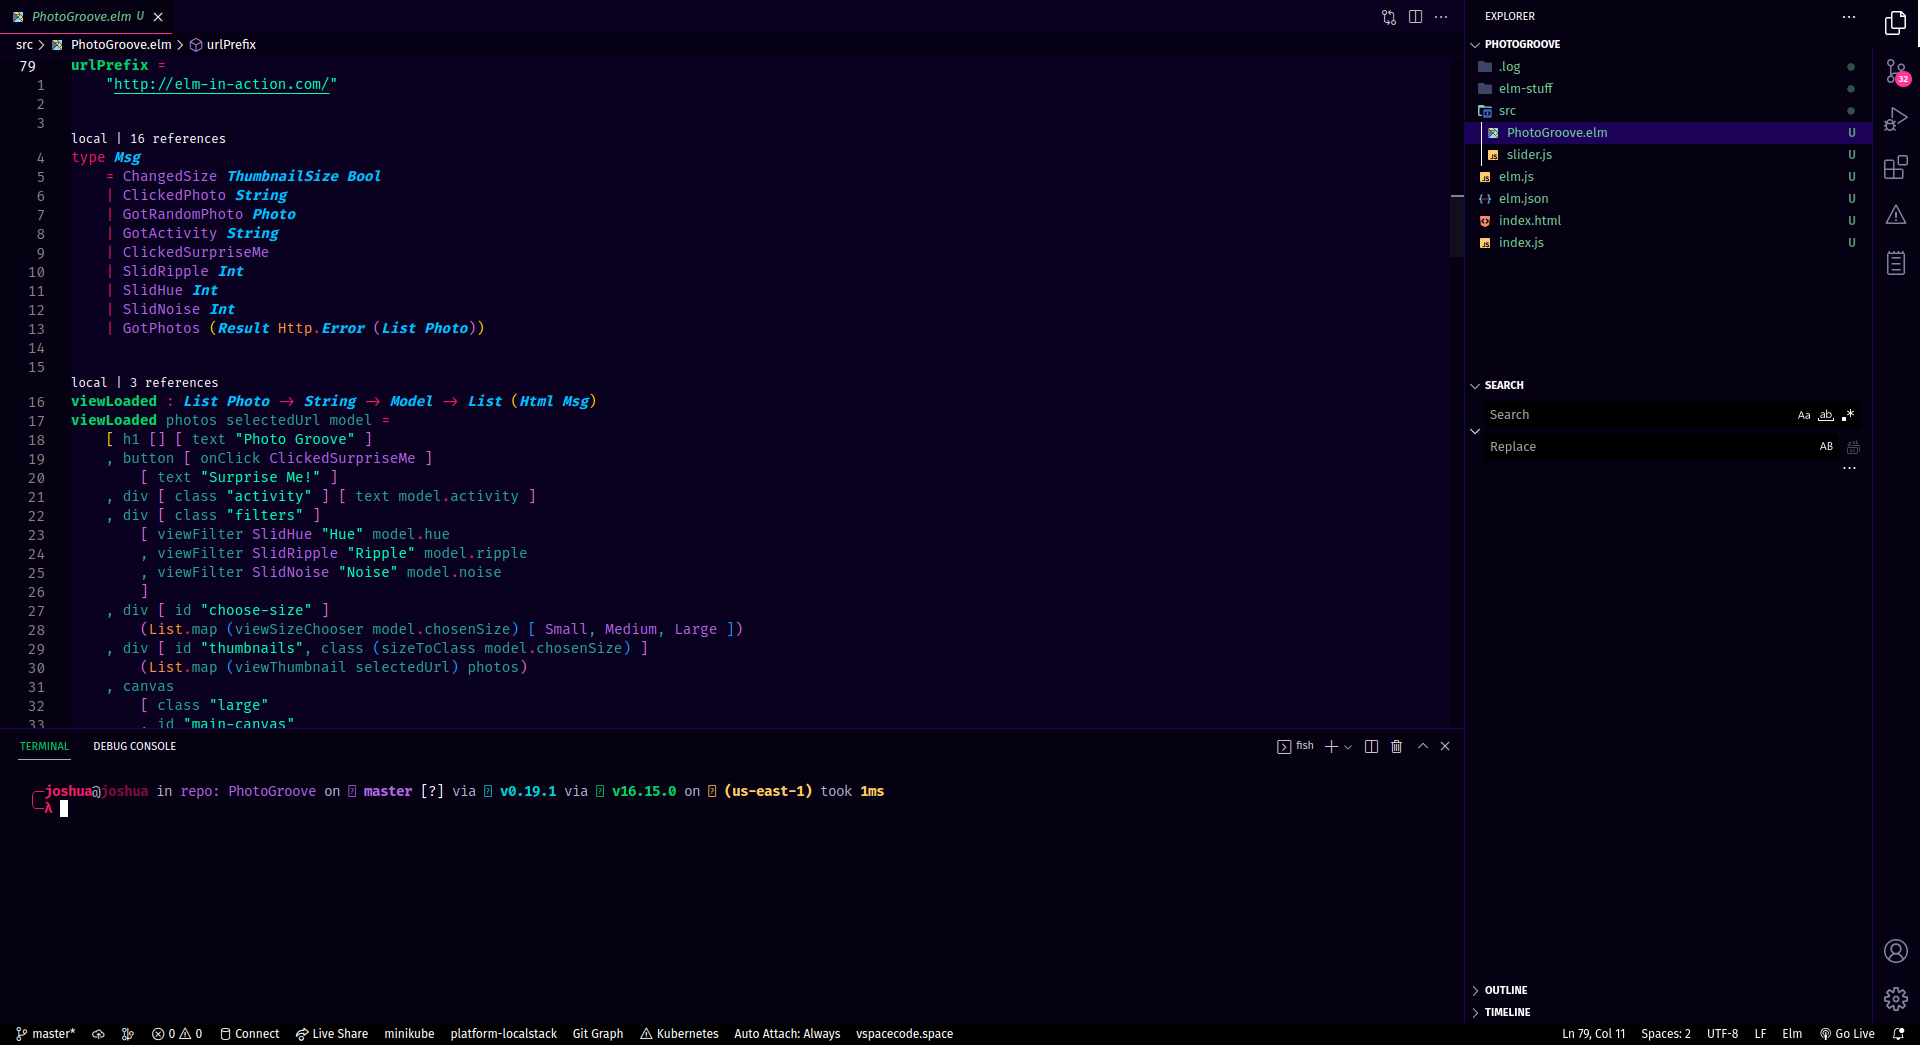 PhotoGroove.elm U
src > PhotoGroove.elm > urlPrefix
79 urlPrefix =
1 "http://elm-in-action.com/"
2
3
local | 16 references
4 type Msg
5 = ChangedSize ThumbnailSize Bool
6 | ClickedPhoto String
7 | GotRandomPhoto Photo
8 | GotActivity String
9 | ClickedSurpriseMe
10 | SlidRipple Int
11 | SlidHue Int
12 | SlidNoise Int
13 | GotPhotos (Result Http.Error (List Photo))
14
15
local | 3 references
16 viewLoaded : List Photo → String → Model → List (Html Msg)
17 viewLoaded photos selectedUrl model =
18 [ h1 [] [ text "Photo Groove" ]
19 , button [ onClick ClickedSurpriseMe ]
20 [ text "Surprise Me!" ]
21 , div [ class "activity" ] [ text model.activity ]
22 , div [ class "filters" ]
23 [ viewFilter SlidHue "Hue" model.hue
24 , viewFilter SlidRipple "Ripple" model.ripple
25 , viewFilter SlidNoise "Noise" model.noise
26 ]
27 , div [ id "choose-size" ]
28 (List.map (viewSizeChooser model.chosenSize) [ Small, Medium, Large ])
29 , div [ id "thumbnails", class (sizeToClass model.chosenSize) ]
30 (List.map (viewThumbnail selectedUrl) photos)
31 , canvas
32 [ class "large"
33 , id "main-canvas"
TERMINAL DEBUG CONSOLE
fish
joshua@joshua in repo: PhotoGroove on master [?] via v0.19.1 via v16.15.0 on (us-east-1) took 1ms
λ
EXPLORER
PHOTOGROOVE
.log
elm-stuff
src
PhotoGroove.elm U
slider.js U
elm.js U
elm.json U
index.html U
index.js U
SEARCH
Search Aa ab .*
Replace AB
OUTLINE
TIMELINE
32
master* 0 0 Connect Live Share minikube platform-localstack Git Graph Kubernetes Auto Attach: Always vspacecode.space
Ln 79, Col 11 Spaces: 2 UTF-8 LF Elm Go Live